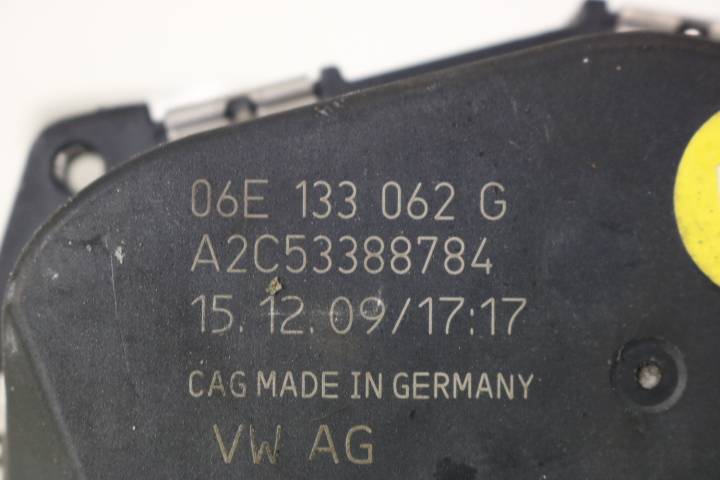 06E 133 062 G
A2C53388784
15.12.09/17:17
CAG MADE IN GERMANY
VW AG